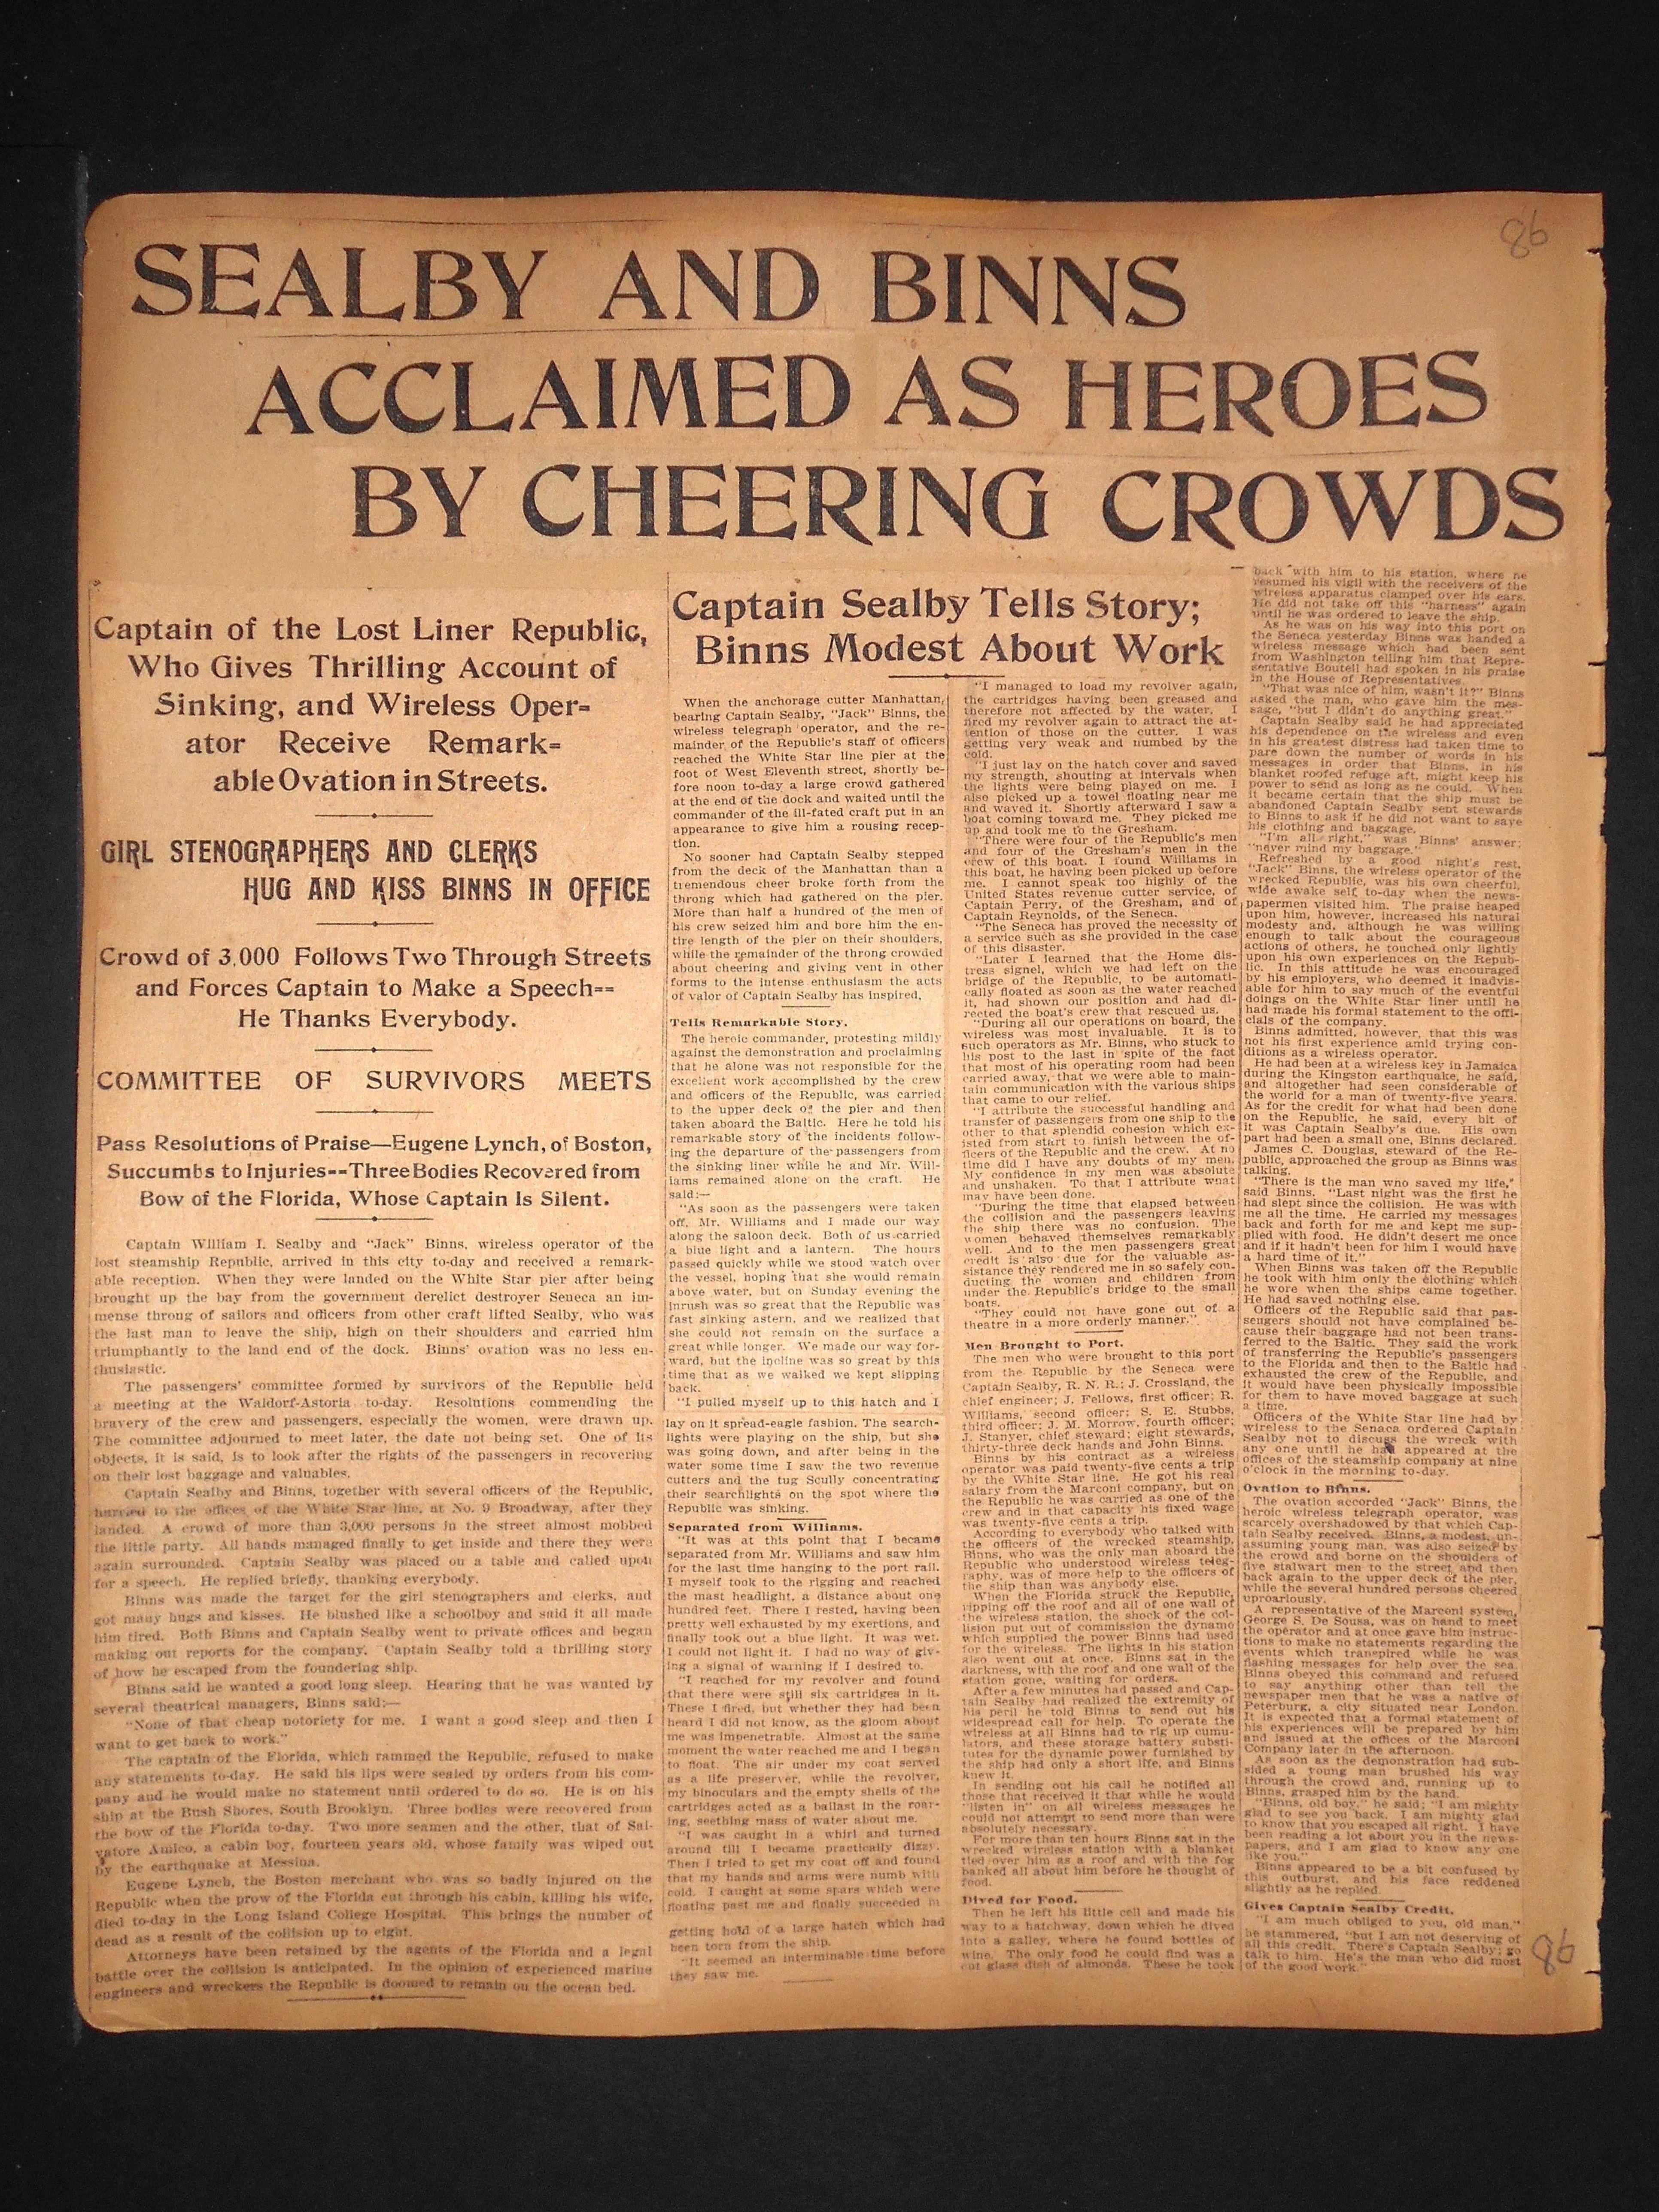 86
SEALBY AND BINNS
ACCLAIMED AS HEROES
BY CHEERING CROWDS
Captain of the Lost Liner Republic,
Who Gives Thrilling Account of
Sinking, and Wireless Oper=
ator Receive Remark=
able Ovation in Streets.
GIRL STENOGRAPHERS AND CLERKS
HUG AND KISS BINNS IN OFFICE
Crowd of 3,000 Follows Two Through Streets
and Forces Captain to Make a Speech==
He Thanks Everybody.
COMMITTEE OF SURVIVORS MEETS
Pass Resolutions of Praise—Eugene Lynch, of Boston,
Succumbs to Injuries--Three Bodies Recovered from
Bow of the Florida, Whose Captain Is Silent.
Captain William I. Sealby and "Jack" Binns, wireless operator of the
lost steamship Republic, arrived in this city to-day and received a remark-
able reception. When they were landed on the White Star pier after being
brought up the bay from the government derelict destroyer Seneca an im-
mense throng of sailors and officers from other craft lifted Sealby, who was
the last man to leave the ship, high on their shoulders and carried him
triumphantly to the land end of the dock. Binns' ovation was no less en-
thusiastic.
The passengers' committee formed by survivors of the Republic held
a meeting at the Waldorf-Astoria to-day. Resolutions commending the
bravery of the crew and passengers, especially the women, were drawn up.
The committee adjourned to meet later, the date not being set. One of its
objects, it is said, is to look after the rights of the passengers in recovering
on their lost baggage and valuables.
Captain Sealby and Binns, together with several officers of the Republic,
hurried to the offices of the White Star line, at No. 9 Broadway, after they
landed. A crowd of more than 3,000 persons in the street almost mobbed
the little party. All hands managed finally to get inside and there they were
again surrounded. Captain Sealby was placed on a table and called upon
for a speech. He replied briefly, thanking everybody.
Binns was made the target for the girl stenographers and clerks, and
got many hugs and kisses. He blushed like a schoolboy and said it all made
him tired. Both Binns and Captain Sealby went to private offices and began
making out reports for the company. Captain Sealby told a thrilling story
of how he escaped from the foundering ship.
Binns said he wanted a good long sleep. Hearing that he was wanted by
several theatrical managers, Binns said:—
"None of that cheap notoriety for me. I want a good sleep and then I
want to get back to work."
The captain of the Florida, which rammed the Republic, refused to make
any statements to-day. He said his lips were sealed by orders from his com-
pany and he would make no statement until ordered to do so. He is on his
ship at the Bush Shores, South Brooklyn. Three bodies were recovered from
the bow of the Florida to-day. Two more seamen and the other, that of Sal-
vatore Amico, a cabin boy, fourteen years old, whose family was wiped out
by the earthquake at Messina.
Eugene Lynch, the Boston merchant who was so badly injured on the
Republic when the prow of the Florida cut through his cabin, killing his wife,
died to-day in the Long Island College Hospital. This brings the number of
dead as a result of the collision up to eight.
Attorneys have been retained by the agents of the Florida and a legal
battle over the collision is anticipated. In the opinion of experienced marine
engineers and wreckers the Republic is doomed to remain on the ocean bed.
Captain Sealby Tells Story;
Binns Modest About Work
When the anchorage cutter Manhattan,
bearing Captain Sealby, "Jack" Binns, the
wireless telegraph operator, and the re-
mainder of the Republic's staff of officers
reached the White Star line pier at the
foot of West Eleventh street, shortly be-
fore noon to-day a large crowd gathered
at the end of the dock and waited until the
commander of the ill-fated craft put in an
appearance to give him a rousing recep-
tion.
No sooner had Captain Sealby stepped
from the deck of the Manhattan than a
tremendous cheer broke forth from the
throng which had gathered on the pier.
More than half a hundred of the men of
his crew seized him and bore him the en-
tire length of the pier on their shoulders,
while the remainder of the throng crowded
about cheering and giving vent in other
forms to the intense enthusiasm the acts
of valor of Captain Sealby has inspired,
Tells Remarkable Story.
The heroic commander, protesting mildly
against the demonstration and proclaiming
that he alone was not responsible for the
excellent work accomplished by the crew
and officers of the Republic, was carried
to the upper deck of the pier and then
taken aboard the Baltic. Here he told his
remarkable story of the incidents follow-
ing the departure of the passengers from
the sinking liner while he and Mr. Will-
iams remained alone on the craft. He
said:—
"As soon as the passengers were taken
off, Mr. Williams and I made our way
along the saloon deck. Both of us carried
a blue light and a lantern. The hours
passed quickly while we stood watch over
the vessel, hoping that she would remain
above water, but on Sunday evening the
inrush was so great that the Republic was
fast sinking astern, and we realized that
she could not remain on the surface a
great while longer. We made our way for-
ward, but the incline was so great by this
time that as we walked we kept slipping
back.
"I pulled myself up to this hatch and I
lay on it spread-eagle fashion. The search-
lights were playing on the ship, but she
was going down, and after being in the
water some time I saw the two revenue
cutters and the tug Scully concentrating
their searchlights on the spot where the
Republic was sinking.
Separated from Williams.
"It was at this point that I became
separated from Mr. Williams and saw him
for the last time hanging to the port rail.
I myself took to the rigging and reached
the mast headlight, a distance about one
hundred feet. There I rested, having been
pretty well exhausted by my exertions, and
finally took out a blue light. It was wet.
I could not light it. I had no way of giv-
ing a signal of warning if I desired to.
"I reached for my revolver and found
that there were still six cartridges in it.
These I fired, but whether they had been
heard I did not know, as the gloom about
me was impenetrable. Almost at the same
moment the water reached me and I began
to float. The air under my coat served
as a life preserver, while the revolver,
my binoculars and the empty shells of the
cartridges acted as a ballast in the roar-
ing, seething mass of water about me.
"I was caught in a whirl and turned
around till I became practically dizzy.
Then I tried to get my coat off and found
that my hands and arms were numb with
cold. I caught at some spars which were
floating past me and finally succeeded in
getting hold of a large hatch which had
been torn from the ship.
"It seemed an interminable time before
they saw me.
"I managed to load my revolver again,
the cartridges having been greased and
therefore not affected by the water. I
fired my revolver again to attract the at-
tention of those on the cutter. I was
getting very weak and numbed by the
cold.
"I just lay on the hatch cover and saved
my strength, shouting at intervals when
the lights were being played on me. I
also picked up a towel floating near me
and waved it. Shortly afterward I saw a
boat coming toward me. They picked me
up and took me to the Gresham.
"There were four of the Republic's men
and four of the Gresham's men in the
crew of this boat. I found Williams in
this boat, he having been picked up before
me. I cannot speak too highly of the
United States revenue cutter service, of
Captain Perry, of the Gresham, and of
Captain Reynolds, of the Seneca.
"The Seneca has proved the necessity of
a service such as she provided in the case
of this disaster.
"Later I learned that the Home dis-
tress signel, which we had left on the
bridge of the Republic, to be automati-
cally floated as soon as the water reached
it, had shown our position and had di-
rected the boat's crew that rescued us.
"During all our operations on board, the
wireless was most invaluable. It is to
such operators as Mr. Binns, who stuck to
his post to the last in spite of the fact
that most of his operating room had been
carried away, that we were able to main-
tain communication with the various ships
that came to our relief.
"I attribute the successful handling and
transfer of passengers from one ship to the
other to that splendid cohesion which ex-
isted from start to finish between the of-
ficers of the Republic and the crew. At no
time did I have any doubts of my men.
My confidence in my men was absolute
and unshaken. To that I attribute what
may have been done.
"During the time that elapsed between
the collision and the passengers leaving
the ship there was no confusion. The
women behaved themselves remarkably
well. And to the men passengers great
credit is also due for the valuable as-
sistance they rendered me in so safely con-
ducting the women and children from
under the Republic's bridge to the small
boats.
"They could not have gone out of a
theatre in a more orderly manner."
Men Brought to Port.
The men who were brought to this port
from the Republic by the Seneca were
Captain Sealby, R. N. R.; J. Crossland, the
chief engineer; J. Fellows, first officer; R.
Williams, second officer; S. E. Stubbs,
third officer; J. M. Morrow, fourth officer;
J. Stanyer, chief steward; eight stewards,
thirty-three deck hands and John Binns.
Binns by his contract as a wireless
operator was paid twenty-five cents a trip
by the White Star line. He got his real
salary from the Marconi company, but on
the Republic he was carried as one of the
crew and in that capacity his fixed wage
was twenty-five cents a trip.
According to everybody who talked with
the officers of the wrecked steamship,
Binns, who was the only man aboard the
Republic who understood wireless teleg-
raphy, was of more help to the officers of
the ship than was anybody else.
When the Florida struck the Republic,
ripping off the roof and all of one wall of
the wireless station, the shock of the col-
lision put out of commission the dynamo
which supplied the power Binns had used
for the wireless. The lights in his station
also went out at once. Binns sat in the
darkness, with the roof and one wall of the
station gone, waiting for orders.
After a few minutes had passed and Cap-
tain Sealby had realized the extremity of
his peril he told Binns to send out his
widespread call for help. To operate the
wireless at all Binns had to rig up cumu-
lators, and these storage battery substi-
tutes for the dynamic power furnished by
the ship had only a short life, and Binns
knew it.
In sending out his call he notified all
those that received it that while he would
"listen in" on all wireless messages he
could not attempt to send more than were
absolutely necessary.
For more than ten hours Binns sat in the
wrecked wireless station with a blanket
tied over him as a roof and with the fog
banked all about him before he thought of
food.
Dived for Food.
Then he left his little cell and made his
way to a hatchway, down which he dived
into a galley, where he found bottles of
wine. The only food he could find was a
cut glass dish of almonds. These he took
back with him to his station, where he
resumed his vigil with the receivers of the
wireless apparatus clamped over his ears.
He did not take off this "harness" again
until he was ordered to leave the ship.
As he was on his way into this port on
the Seneca yesterday Binns was handed a
wireless message which had been sent
from Washington telling him that Repre-
sentative Boutell had spoken in his praise
in the House of Representatives.
"That was nice of him, wasn't it?" Binns
asked the man, who gave him the mes-
sage, "but I didn't do anything great."
Captain Sealby said he had appreciated
his dependence on the wireless and even
in his greatest distress had taken time to
pare down the number of words in his
messages in order that Binns, in his
blanket roofed refuge aft, might keep his
power to send as long as he could. When
it became certain that the ship must be
abandoned Captain Sealby sent stewards
to Binns to ask if he did not want to save
his clothing and baggage.
"I'm all right," was Binns' answer;
"never mind my baggage."
Refreshed by a good night's rest,
"Jack" Binns, the wireless operator of the
wrecked Republic, was his own cheerful,
wide awake self to-day when the news-
papermen visited him. The praise heaped
upon him, however, increased his natural
modesty and, although he was willing
enough to talk about the courageous
actions of others, he touched only lightly
upon his own experiences on the Repub-
lic. In this attitude he was encouraged
by his employers, who deemed it inadvis-
able for him to say much of the eventful
doings on the White Star liner until he
had made his formal statement to the offi-
cials of the company.
Binns admitted, however, that this was
not his first experience amid trying con-
ditions as a wireless operator.
He had been at a wireless key in Jamaica
during the Kingston earthquake, he said,
and altogether had seen considerable of
the world for a man of twenty-five years.
As for the credit for what had been done
on the Republic, he said, every bit of
it was Captain Sealby's due. His own
part had been a small one, Binns declared.
James C. Douglas, steward of the Re-
public, approached the group as Binns was
talking.
"There is the man who saved my life,"
said Binns. "Last night was the first he
had slept since the collision. He was with
me all the time. He carried my messages
back and forth for me and kept me sup-
plied with food. He didn't desert me once
and if it hadn't been for him I would have
a hard time of it."
When Binns was taken off the Republic
he took with him only the clothing which
he wore when the ships came together.
He had saved nothing else.
Officers of the Republic said that pas-
sengers should not have complained be-
cause their baggage had not been trans-
ferred to the Baltic. They said the work
of transferring the Republic's passengers
to the Florida and then to the Baltic had
exhausted the crew of the Republic, and
it would have been physically impossible
for them to have moved baggage at such
a time.
Officers of the White Star line had by
wireless to the Senaca ordered Captain
Sealby not to discuss the wreck with
any one until he had appeared at the
offices of the steamship company at nine
o'clock in the morning to-day.
Ovation to Binns.
The ovation accorded "Jack" Binns, the
heroic wireless telegraph operator, was
scarcely overshadowed by that which Cap-
tain Sealby received. Binns, a modest, un-
assuming young man, was also seized by
the crowd and borne on the shoulders of
five stalwart men to the street and then
back again to the upper deck of the pier,
while the several hundred persons cheered
uproariously.
A representative of the Marconi system,
George S. De Sousa, was on hand to meet
the operator and at once gave him instruc-
tions to make no statements regarding the
events which transpired while he was
flashing messages for help over the sea.
Binns obeyed this command and refused
to say anything other than tell the
newspaper men that he was a native of
Peterburg, a city situated near London.
It is expected that a formal statement of
his experiences will be prepared by him
and issued at the offices of the Marconi
Company later in the afternoon.
As soon as the demonstration had sub-
sided a young man brushed his way
through the crowd and, running up to
Binns, grasped him by the hand.
"Binns, old boy," he said; "I am mighty
glad to see you back. I am mighty glad
to know that you escaped all right. I have
been reading a lot about you in the news-
papers, and I am glad to know any one
like you."
Binns appeared to be a bit confused by
this outburst, and his face reddened
slightly as he replied.
Gives Captain Sealby Credit.
"I am much obliged to you, old man,"
he stammered, "but I am not deserving of
all this credit. There's Captain Sealby; go
talk to him. He's the man who did most
of the good work."
86